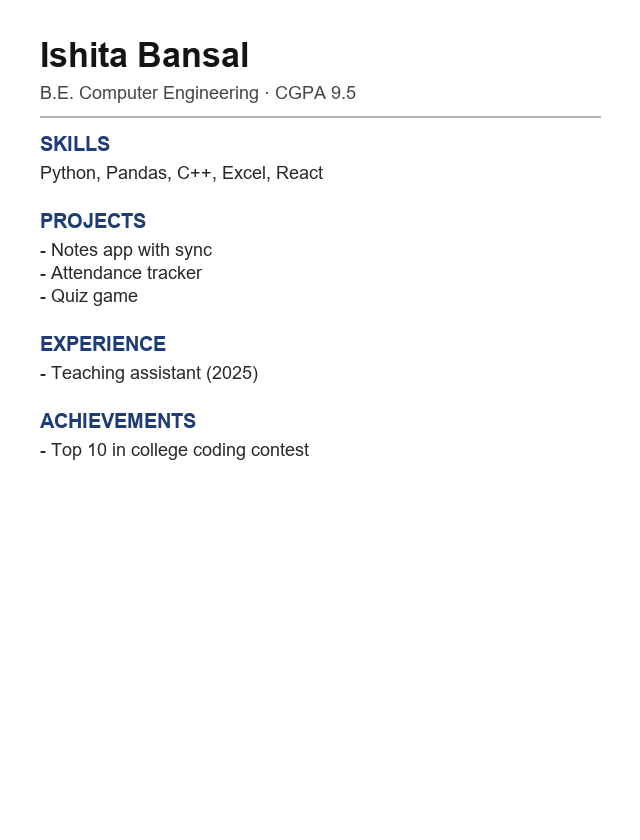 Ishita Bansal
B.E. Computer Engineering · CGPA 9.5
SKILLS
Python, Pandas, C++, Excel, React
PROJECTS
- Notes app with sync
- Attendance tracker
- Quiz game
EXPERIENCE
- Teaching assistant (2025)
ACHIEVEMENTS
- Top 10 in college coding contest